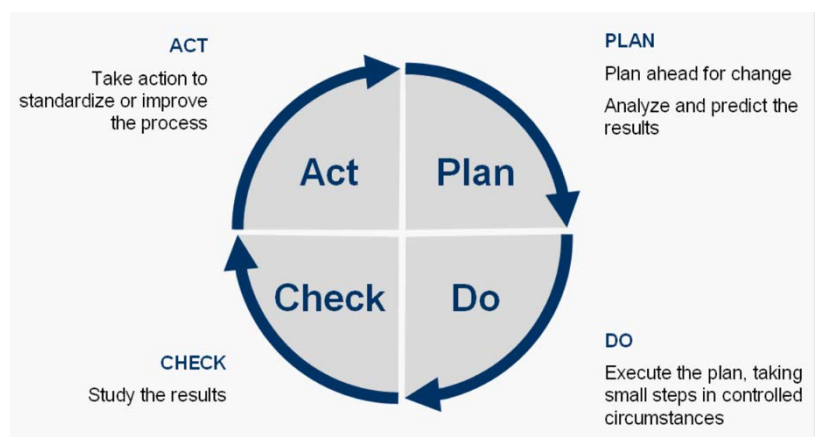 ACT
Take action to
standardize or improve
the process
PLAN
Plan ahead for change
Analyze and predict the
results
Act
Plan
Check
Do
CHECK
Study the results
DO
Execute the plan, taking
small steps in controlled
circumstances